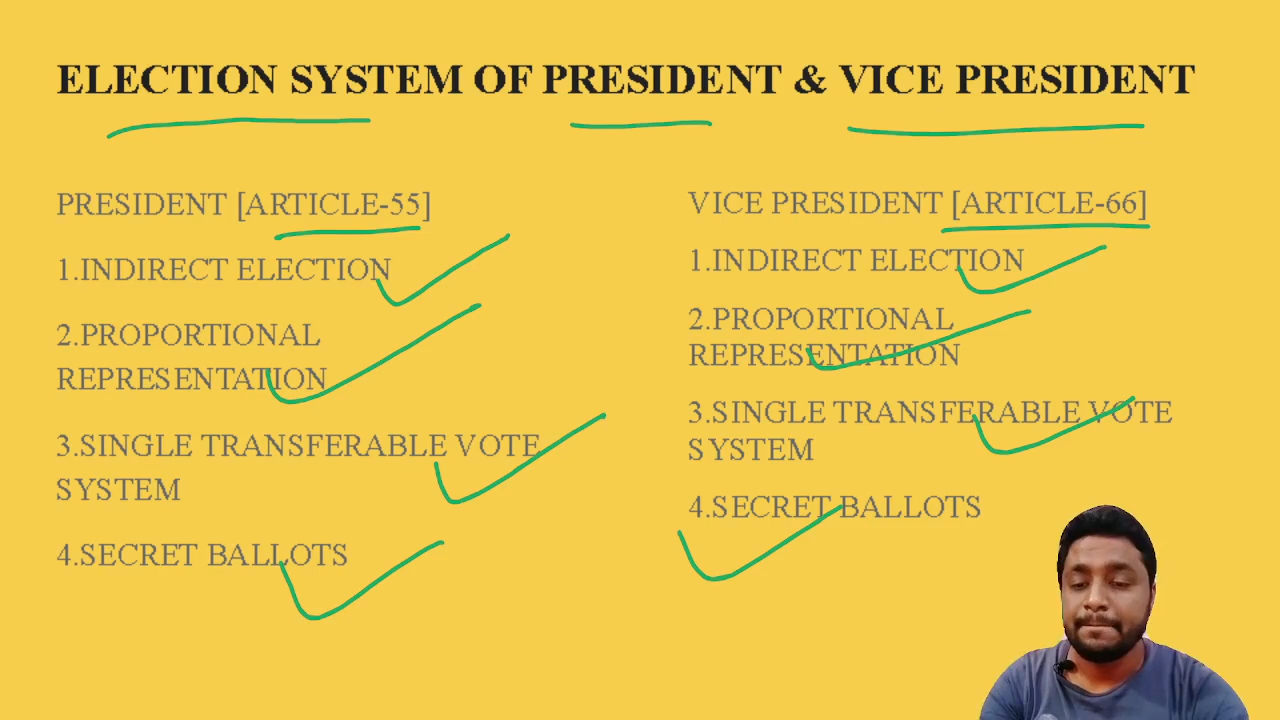 ELECTION SYSTEM OF PRESIDENT & VICE PRESIDENT
PRESIDENT [ARTICLE-55]
1.INDIRECT ELECTION
2.PROPORTIONAL
REPRESENTATION
3.SINGLE TRANSFERABLE VOTE
SYSTEM
4.SECRET BALLOTS
VICE PRESIDENT [ARTICLE-66]
1.INDIRECT ELECTION
2.PROPORTIONAL
REPRESENTATION
3.SINGLE TRANSFERABLE VOTE
SYSTEM
4.SECRET BALLOTS